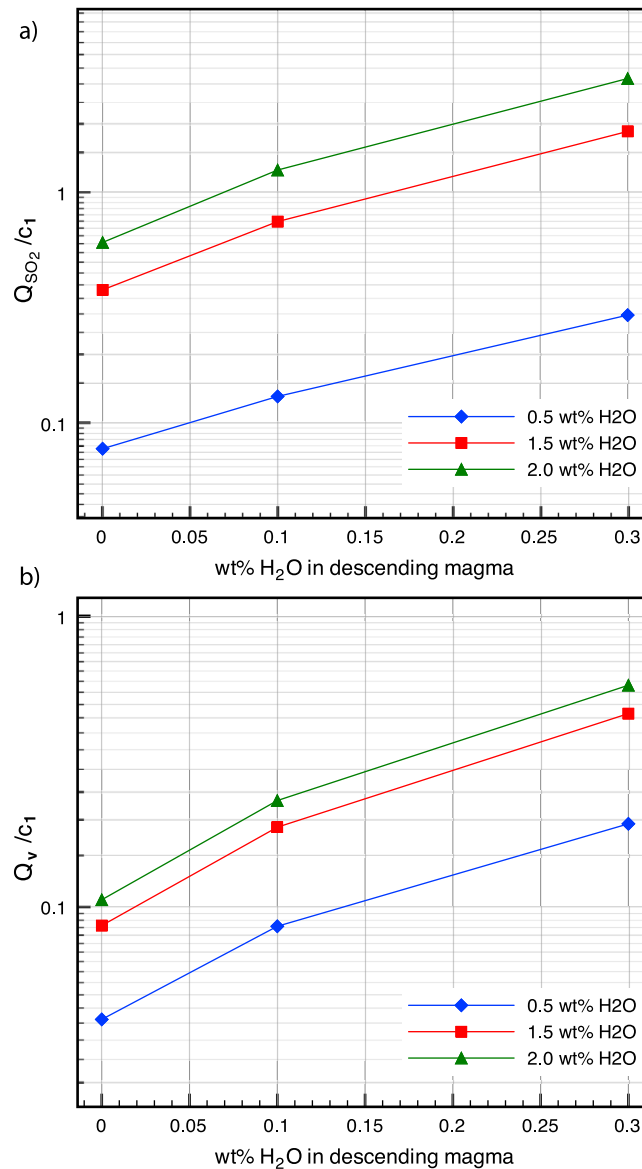 a)
1
0.1
Q_SO₂ /c₁
0.5 wt% H2O
1.5 wt% H2O
2.0 wt% H2O
0 0.05 0.1 0.15 0.2 0.25 0.3
wt% H₂O in descending magma
b)
1
0.1
Q_v /c₁
0.5 wt% H2O
1.5 wt% H2O
2.0 wt% H2O
0 0.05 0.1 0.15 0.2 0.25 0.3
wt% H₂O in descending magma